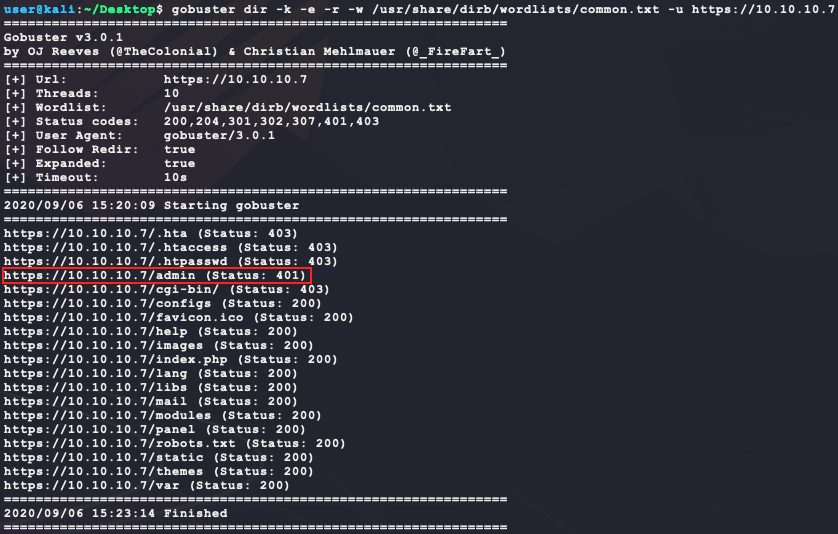 user@kali:~/Desktop$ gobuster dir -k -e -r -w /usr/share/dirb/wordlists/common.txt -u https://10.10.10.7
===============================================================
Gobuster v3.0.1
by OJ Reeves (@TheColonial) & Christian Mehlmauer (@_FireFart_)
===============================================================
[+] Url:            https://10.10.10.7
[+] Threads:        10
[+] Wordlist:       /usr/share/dirb/wordlists/common.txt
[+] Status codes:   200,204,301,302,307,401,403
[+] User Agent:     gobuster/3.0.1
[+] Follow Redir:   true
[+] Expanded:       true
[+] Timeout:        10s
===============================================================
2020/09/06 15:20:09 Starting gobuster
===============================================================
https://10.10.10.7/.hta (Status: 403)
https://10.10.10.7/.htaccess (Status: 403)
https://10.10.10.7/.htpasswd (Status: 403)
https://10.10.10.7/admin (Status: 401)
https://10.10.10.7/cgi-bin/ (Status: 403)
https://10.10.10.7/configs (Status: 200)
https://10.10.10.7/favicon.ico (Status: 200)
https://10.10.10.7/help (Status: 200)
https://10.10.10.7/images (Status: 200)
https://10.10.10.7/index.php (Status: 200)
https://10.10.10.7/lang (Status: 200)
https://10.10.10.7/libs (Status: 200)
https://10.10.10.7/mail (Status: 200)
https://10.10.10.7/modules (Status: 200)
https://10.10.10.7/panel (Status: 200)
https://10.10.10.7/robots.txt (Status: 200)
https://10.10.10.7/static (Status: 200)
https://10.10.10.7/themes (Status: 200)
https://10.10.10.7/var (Status: 200)
===============================================================
2020/09/06 15:23:14 Finished
===============================================================